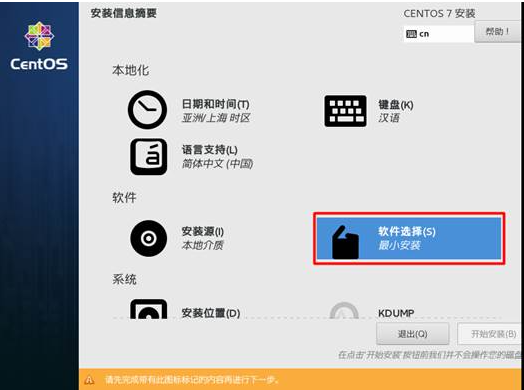 安装信息摘要
CENTOS 7 安装
cn
帮助！
CentOS
本地化
日期和时间(T)
亚洲/上海 时区
键盘(K)
汉语
语言支持(L)
简体中文 (中国)
软件
安装源(I)
本地介质
软件选择(S)
最小安装
系统
安装位置(D)
KDUMP
退出(Q)
开始安装(B)
在点击'开始安装'按钮前我们并不会操作您的磁盘
请先完成带有此图标标记的内容再进行下一步。